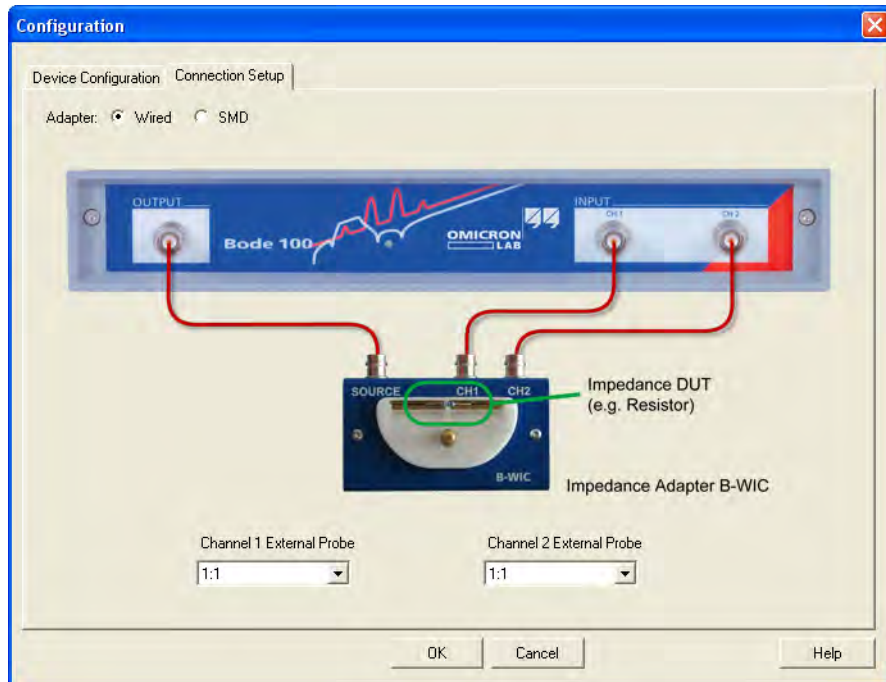 Configuration
Device Configuration
Connection Setup
Adapter:
Wired
SMD
OUTPUT
INPUT
CH 1
CH 2
Bode 100
OMICRON
LAB
SOURCE
CH1
CH2
Impedance DUT
(e.g. Resistor)
B-WIC
Impedance Adapter B-WIC
Channel 1 External Probe
Channel 2 External Probe
1:1
1:1
OK
Cancel
Help